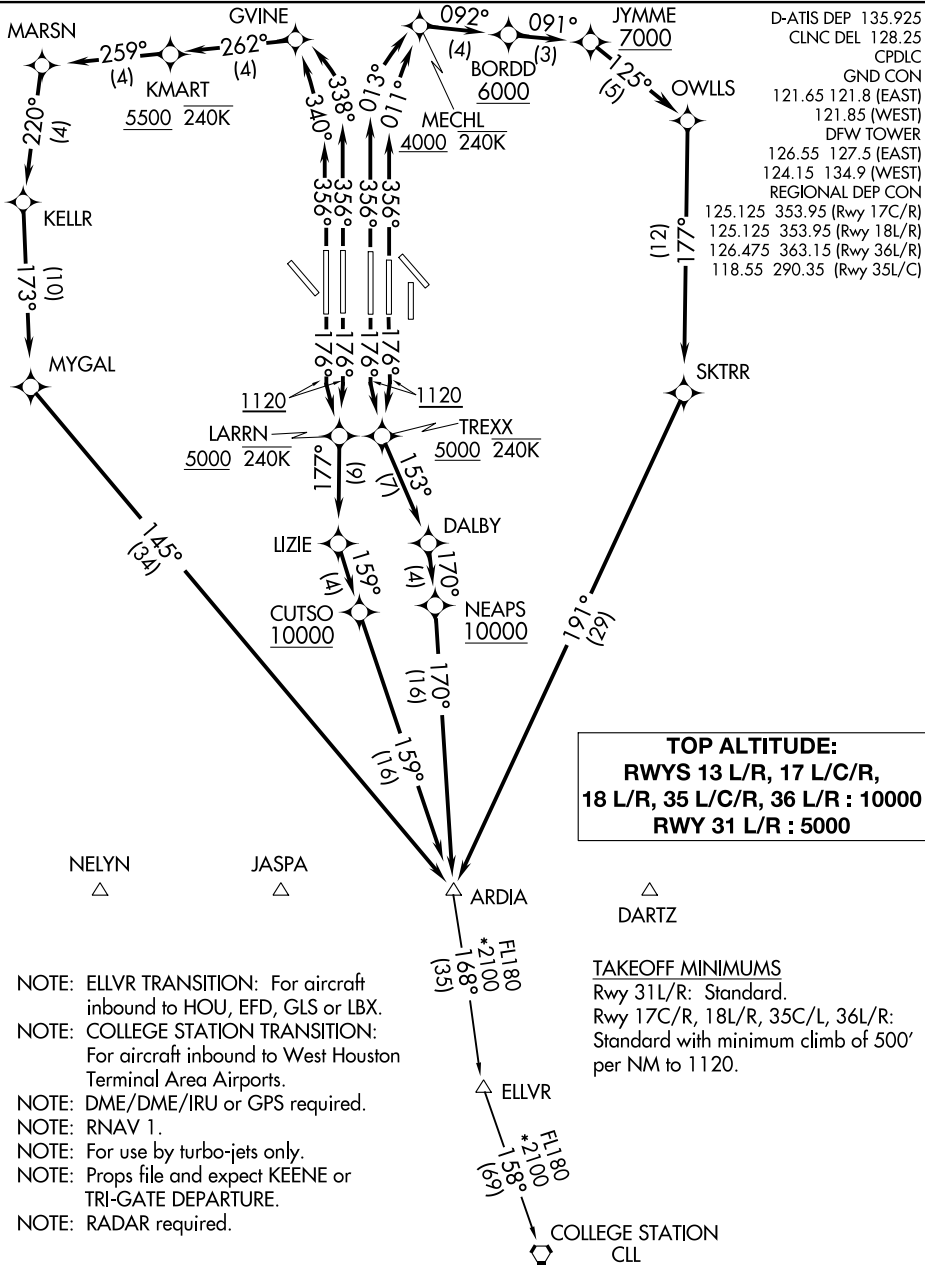 MARSN
259°
(4)
KMART
5500 240K
262°
(4)
GVINE
338°
340°
356°
356°
013°
011°
356°
356°
092°
(4)
MECHL
4000 240K
BORDD
6000
091°
(3)
JYMME
7000
125°
(5)
OWLLS
D-ATIS DEP 135.925
CLNC DEL 128.25
CPDLC
GND CON
121.65 121.8 (EAST)
121.85 (WEST)
DFW TOWER
126.55 127.5 (EAST)
124.15 134.9 (WEST)
REGIONAL DEP CON
125.125 353.95 (Rwy 17C/R)
125.125 353.95 (Rwy 18L/R)
126.475 363.15 (Rwy 36L/R)
118.55 290.35 (Rwy 35L/C)
220°
(4)
KELLR
173°
(10)
MYGAL
177°
(12)
SKTRR
176°
176°
176°
176°
1120
1120
LARRN
5000 240K
TREXX
5000 240K
177°
(9)
153°
(7)
LIZIE
DALBY
159°
(4)
170°
(4)
CUTSO
10000
NEAPS
10000
145°
(34)
159°
(16)
170°
(16)
191°
(29)
TOP ALTITUDE:
RWYS 13 L/R, 17 L/C/R,
18 L/R, 35 L/C/R, 36 L/R : 10000
RWY 31 L/R : 5000
NELYN
JASPA
ARDIA
DARTZ
FL180
*2100
168°
(35)
ELLVR
FL180
*2100
158°
(69)
COLLEGE STATION
CLL
NOTE: ELLVR TRANSITION: For aircraft
inbound to HOU, EFD, GLS or LBX.
NOTE: COLLEGE STATION TRANSITION:
For aircraft inbound to West Houston
Terminal Area Airports.
NOTE: DME/DME/IRU or GPS required.
NOTE: RNAV 1.
NOTE: For use by turbo-jets only.
NOTE: Props file and expect KEENE or
TRI-GATE DEPARTURE.
NOTE: RADAR required.
TAKEOFF MINIMUMS
Rwy 31L/R: Standard.
Rwy 17C/R, 18L/R, 35C/L, 36L/R:
Standard with minimum climb of 500'
per NM to 1120.